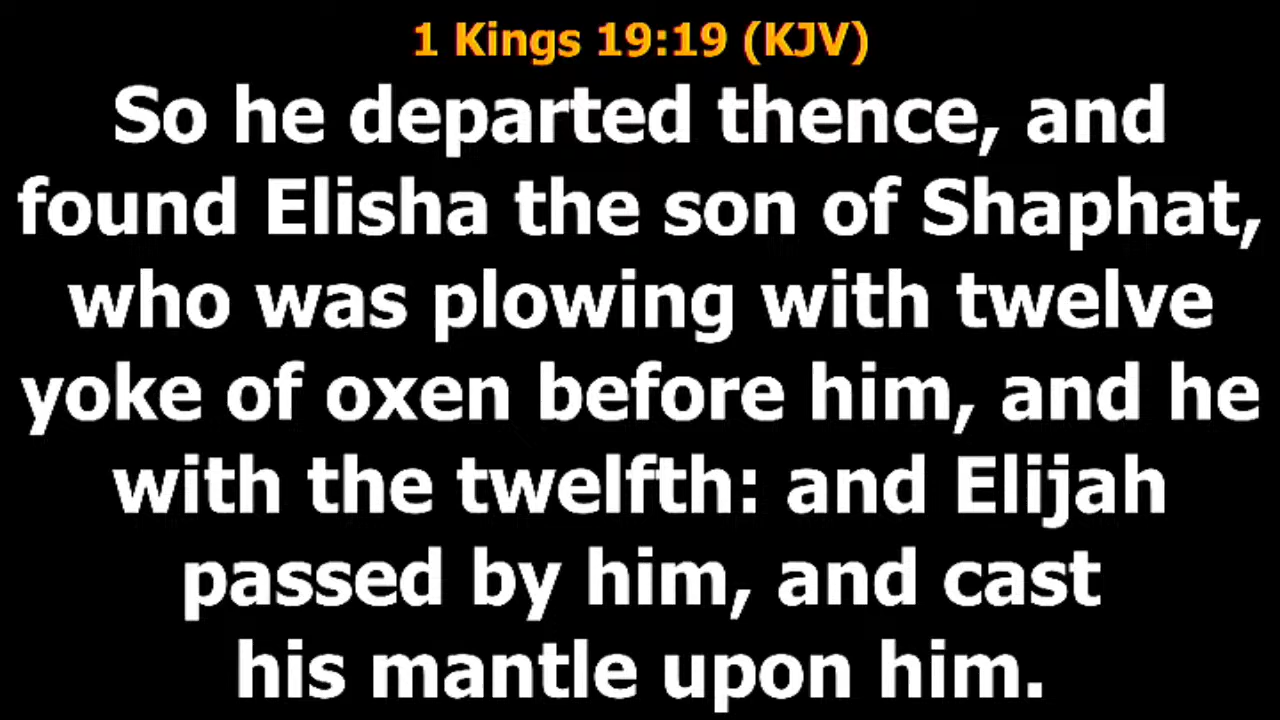 1 Kings 19:19 (KJV)
So he departed thence, and
found Elisha the son of Shaphat,
who was plowing with twelve
yoke of oxen before him, and he
with the twelfth: and Elijah
passed by him, and cast
his mantle upon him.